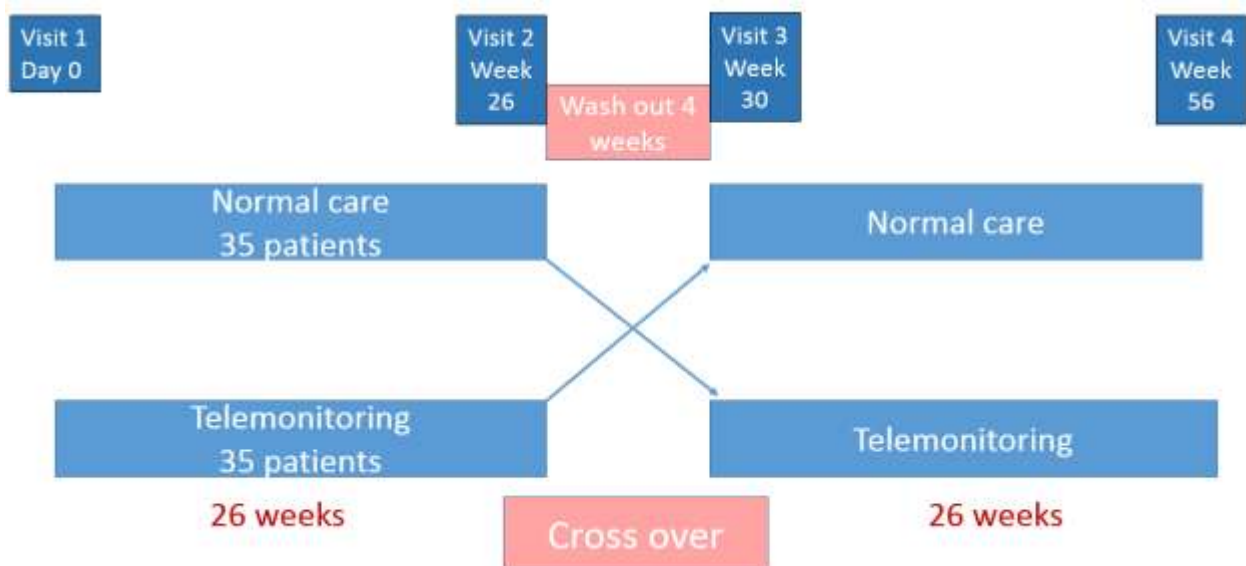 Visit 1
Day 0
Visit 2
Week
26
Visit 3
Week
30
Visit 4
Week
56
Wash out 4
weeks
Normal care
35 patients
Normal care
Telemonitoring
35 patients
Telemonitoring
26 weeks
26 weeks
Cross over